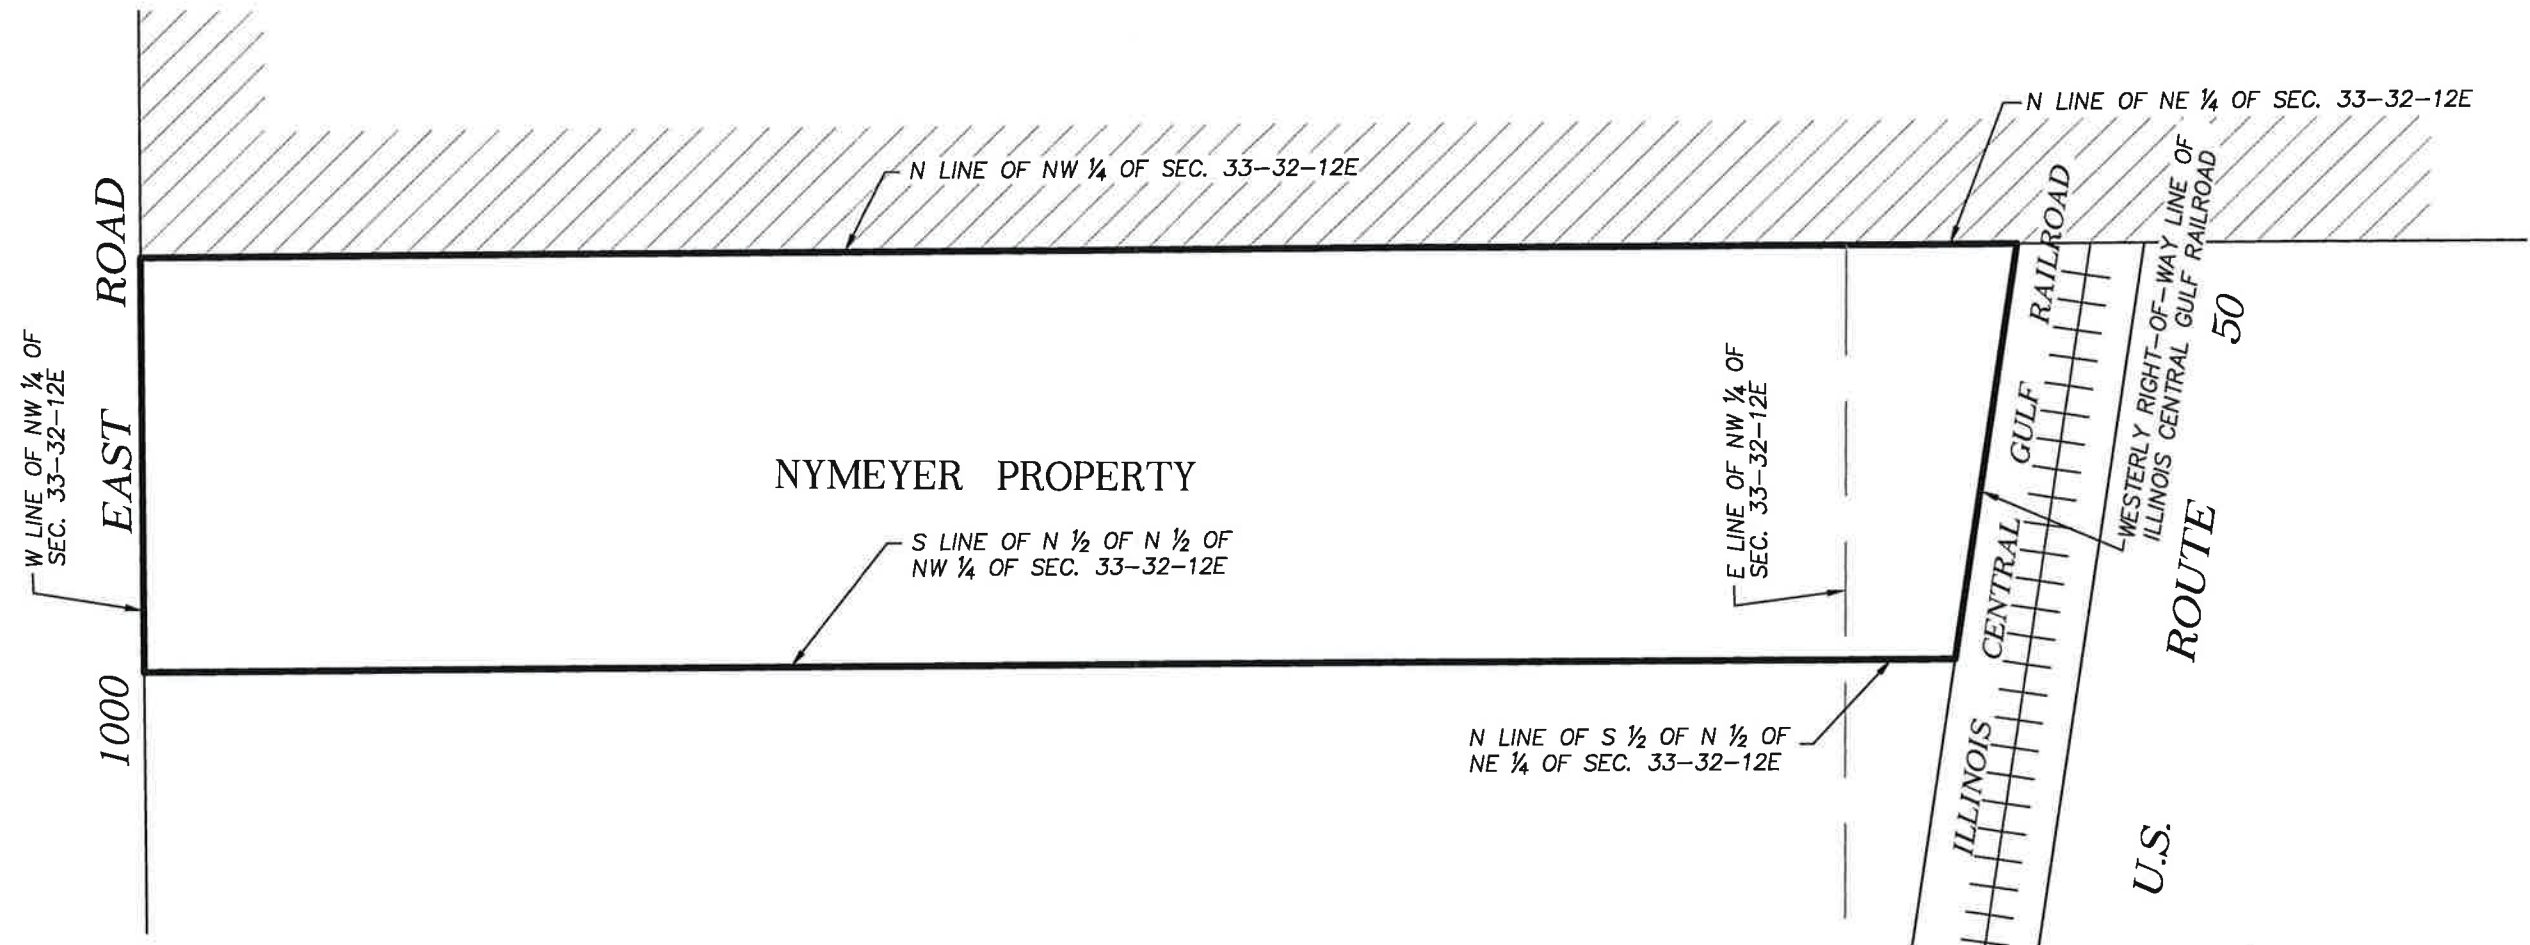 N LINE OF NE ¼ OF SEC. 33-32-12E
N LINE OF NW ¼ OF SEC. 33-32-12E
WESTERLY RIGHT-OF-WAY LINE OF
ILLINOIS CENTRAL GULF RAILROAD
W LINE OF NW ¼ OF
SEC. 33-32-12E
1000 EAST ROAD
NYMEYER PROPERTY
S LINE OF N ½ OF N ½ OF
NW ¼ OF SEC. 33-32-12E
E LINE OF NW ¼ OF
SEC. 33-32-12E
ILLINOIS CENTRAL GULF RAILROAD
U.S. ROUTE 50
N LINE OF S ½ OF N ½ OF
NE ¼ OF SEC. 33-32-12E